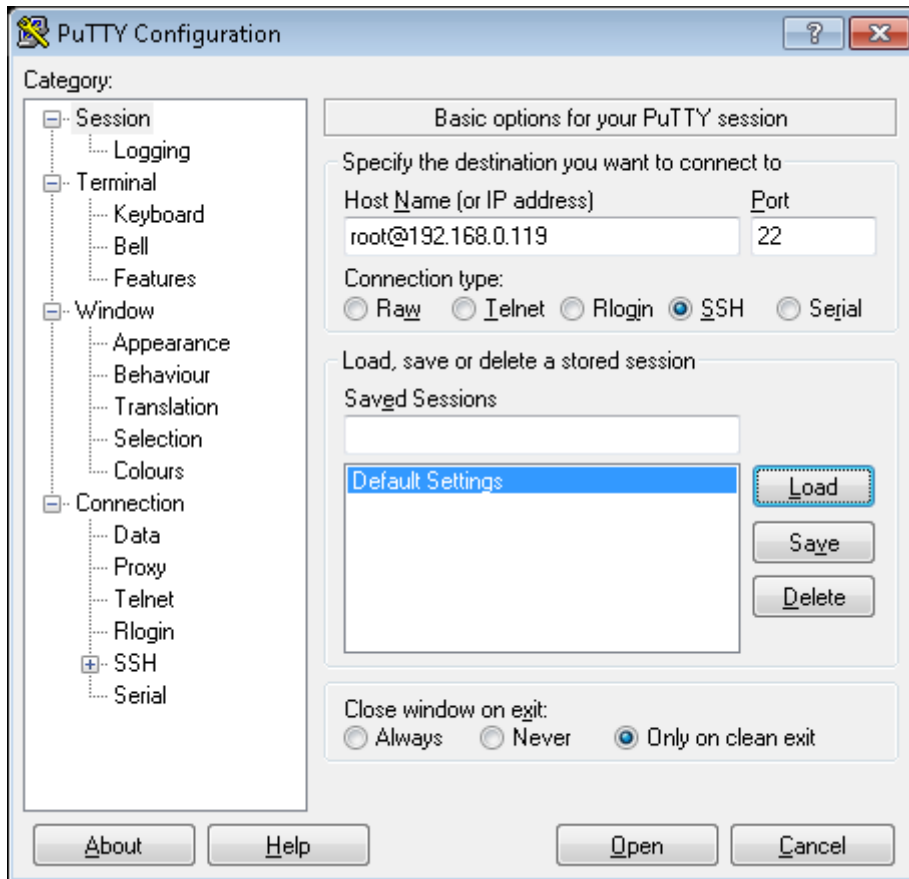 PuTTY Configuration
Category:
Session
Logging
Terminal
Keyboard
Bell
Features
Window
Appearance
Behaviour
Translation
Selection
Colours
Connection
Data
Proxy
Telnet
Rlogin
SSH
Serial
Basic options for your PuTTY session
Specify the destination you want to connect to
Host Name (or IP address) Port
root@192.168.0.119 22
Connection type:
Raw Telnet Rlogin SSH Serial
Load, save or delete a stored session
Saved Sessions
Default Settings
Load
Save
Delete
Close window on exit:
Always Never Only on clean exit
About Help Open Cancel